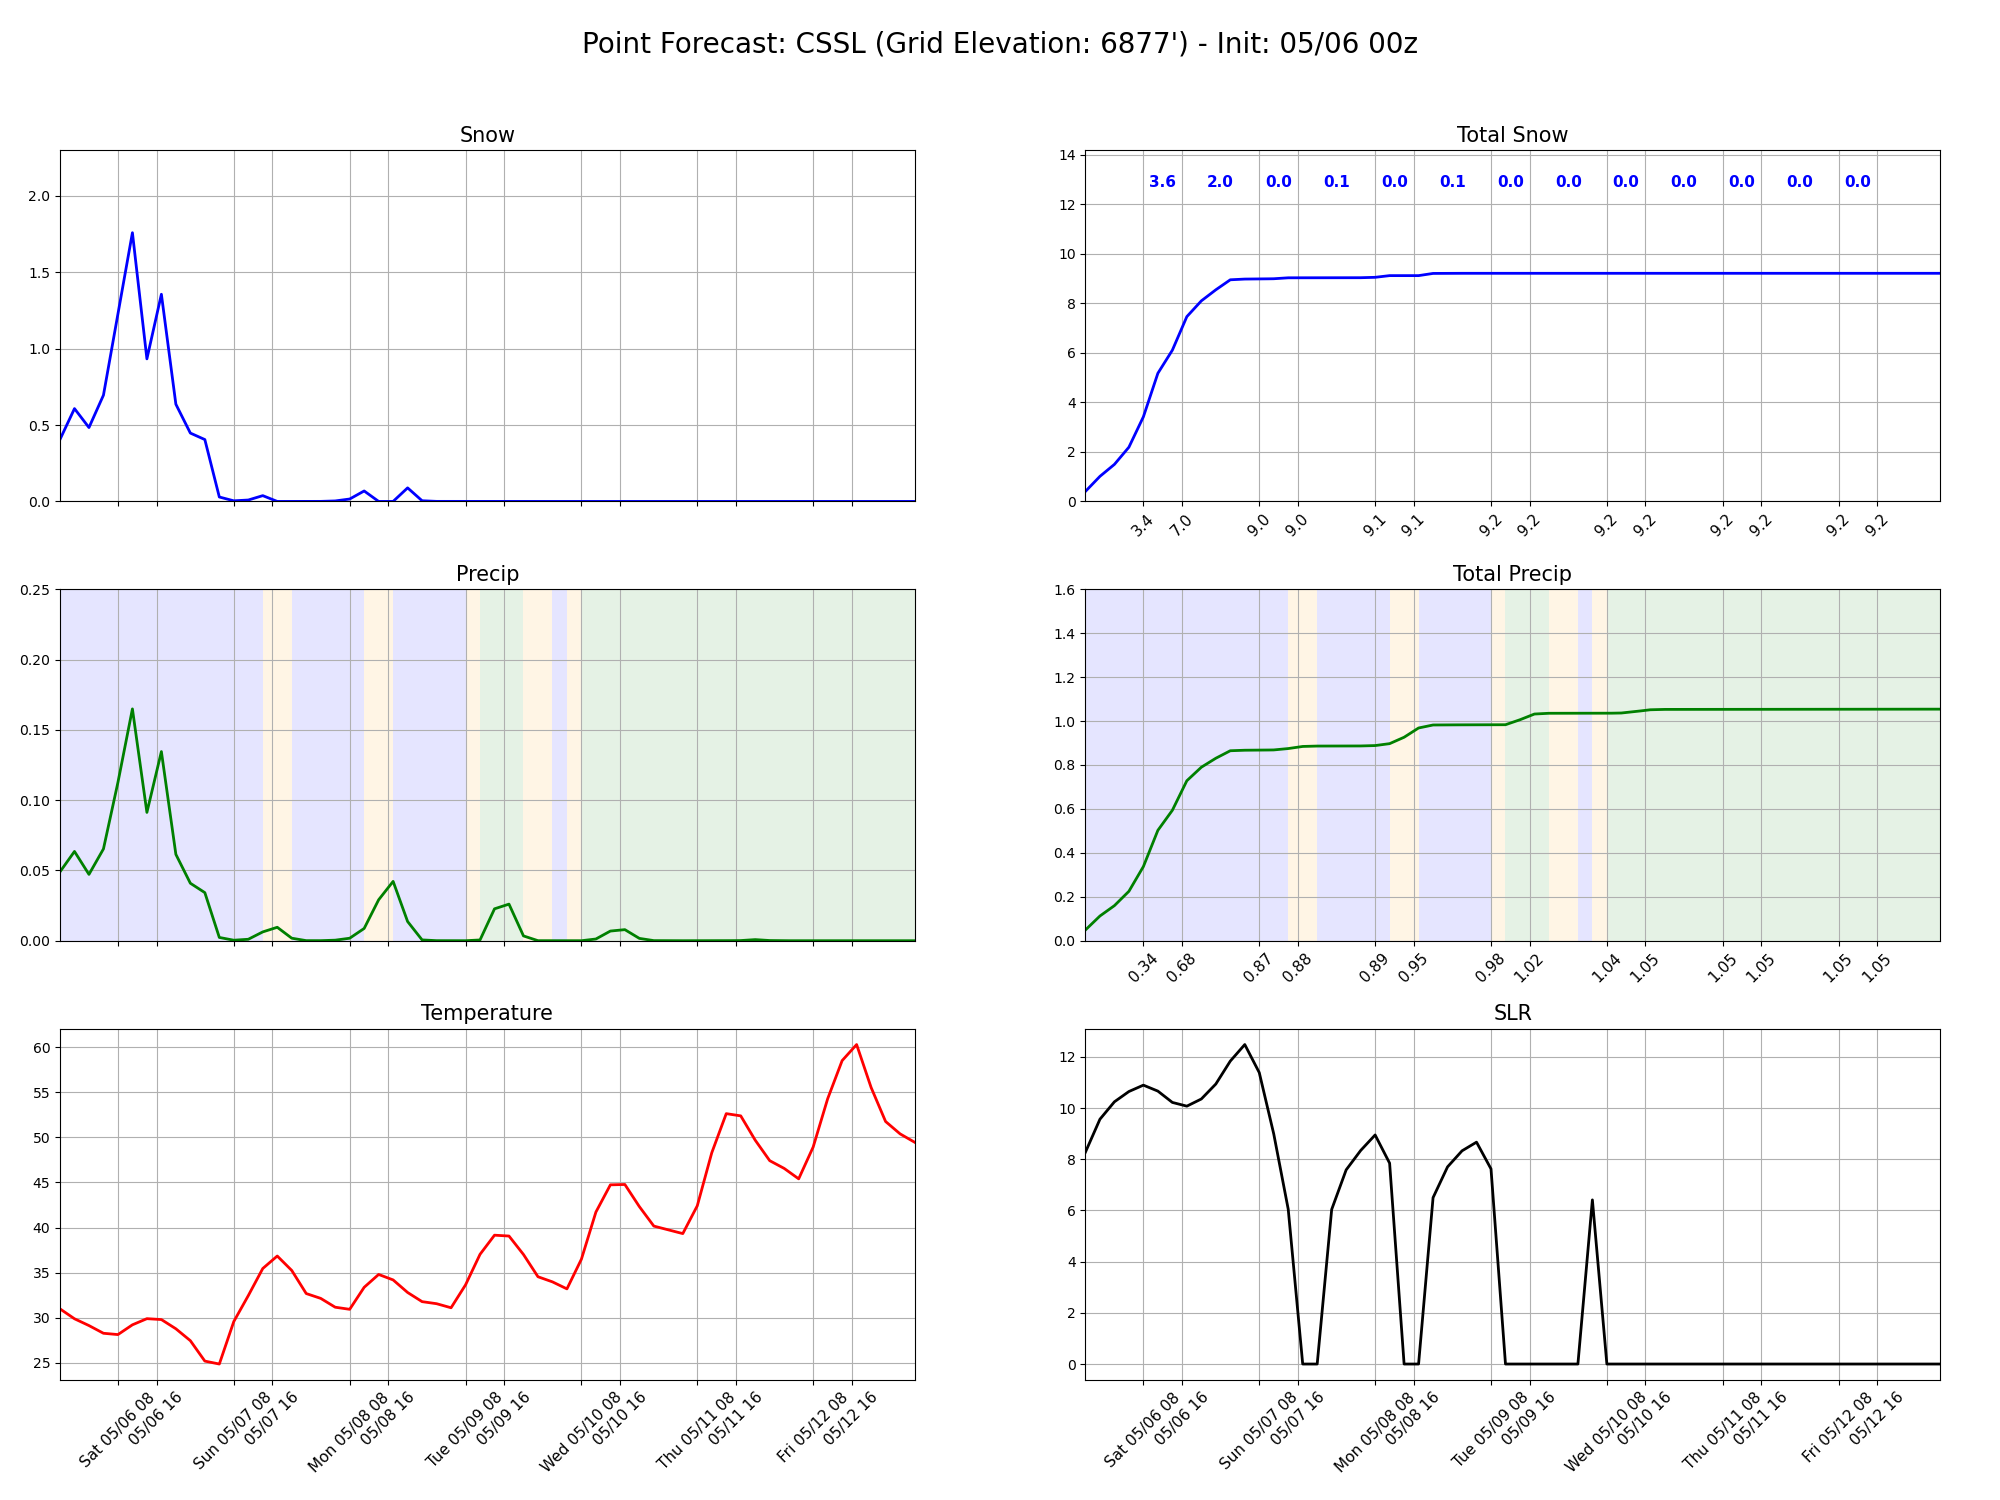 Point Forecast: CSSL (Grid Elevation: 6877') - Init: 05/06 00z
Snow
2.0
1.5
1.0
0.5
0.0
Total Snow
14
12
10
8
6
4
2
0
3.6 2.0 0.0 0.1 0.0 0.1 0.0 0.0 0.0 0.0 0.0 0.0 0.0
3.4 7.0 9.0 9.0 9.1 9.1 9.2 9.2 9.2 9.2 9.2 9.2 9.2 9.2
Precip
0.25
0.20
0.15
0.10
0.05
0.00
Total Precip
1.6
1.4
1.2
1.0
0.8
0.6
0.4
0.2
0.0
0.34 0.68 0.87 0.88 0.89 0.95 0.98 1.02 1.04 1.05 1.05 1.05 1.05 1.05
Temperature
60
55
50
45
40
35
30
25
Sat 05/06 08
05/06 16
Sun 05/07 08
05/07 16
Mon 05/08 08
05/08 16
Tue 05/09 08
05/09 16
Wed 05/10 08
05/10 16
Thu 05/11 08
05/11 16
Fri 05/12 08
05/12 16
SLR
12
10
8
6
4
2
0
Sat 05/06 08
05/06 16
Sun 05/07 08
05/07 16
Mon 05/08 08
05/08 16
Tue 05/09 08
05/09 16
Wed 05/10 08
05/10 16
Thu 05/11 08
05/11 16
Fri 05/12 08
05/12 16